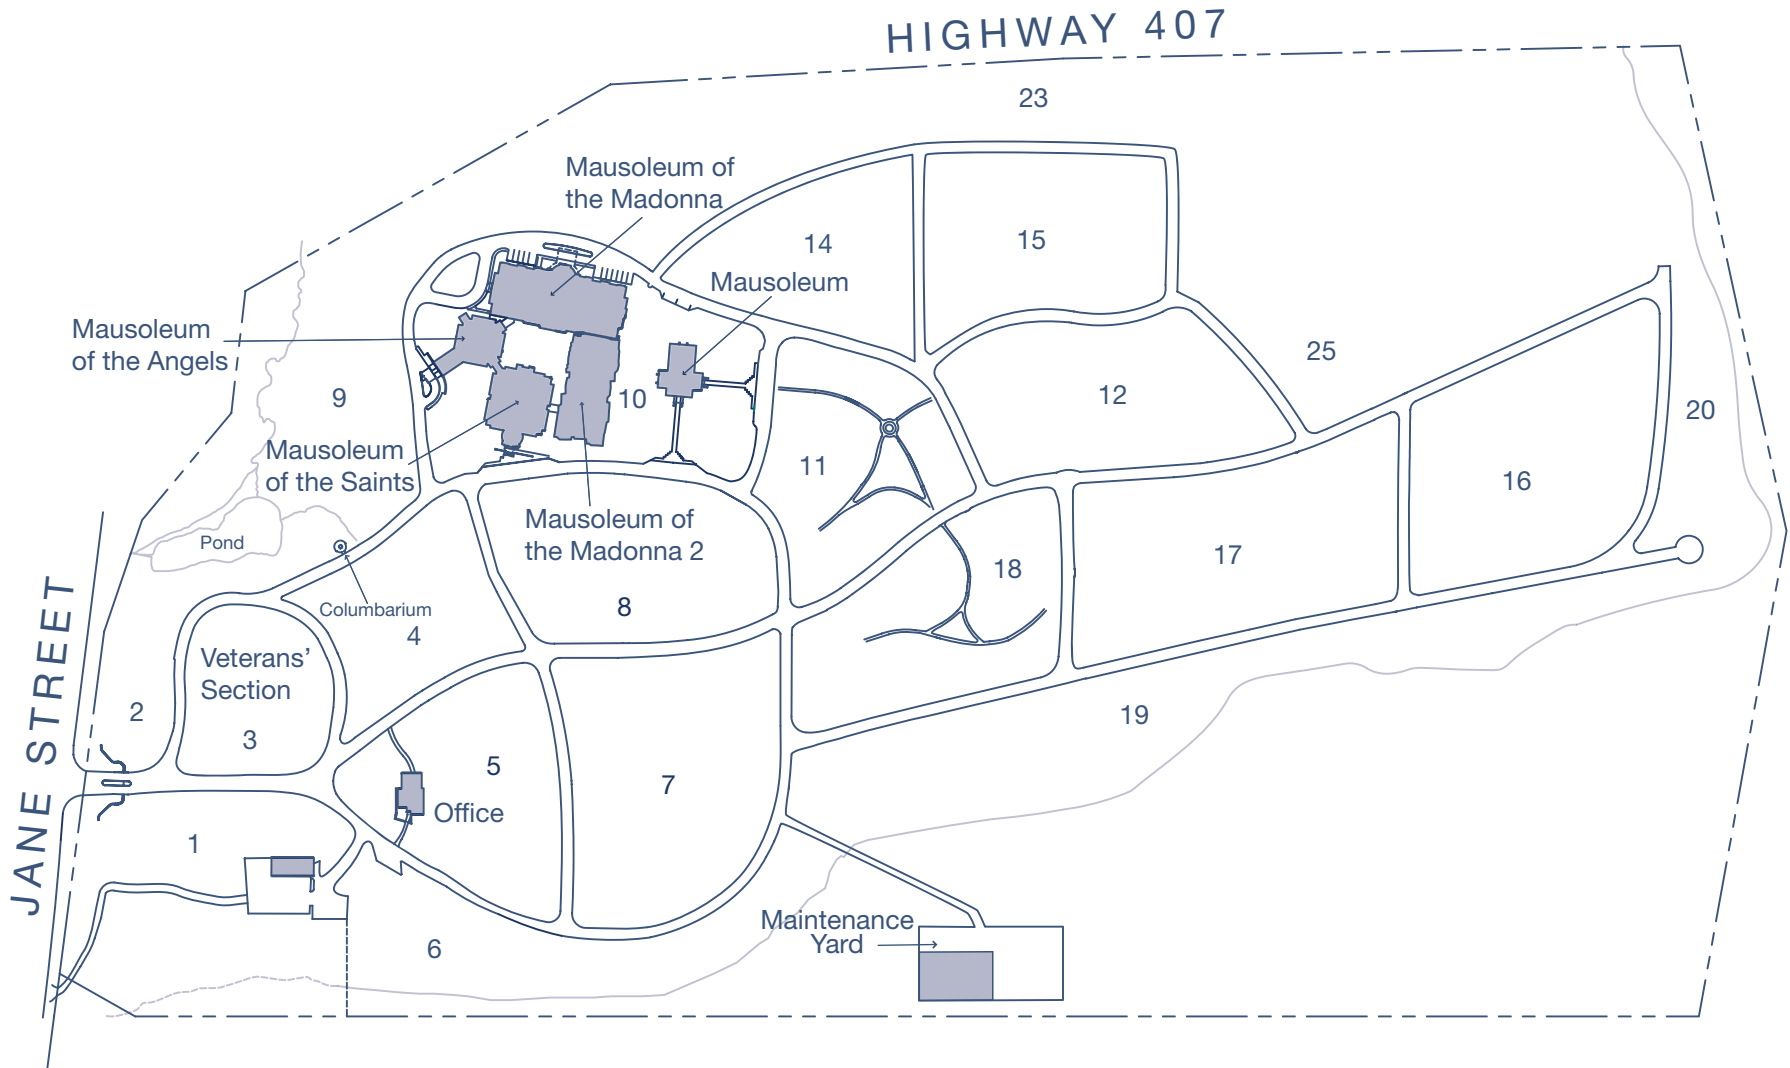 HIGHWAY 407
23
Mausoleum of
the Madonna
14
15
Mausoleum
Mausoleum
of the Angels
25
9
10
12
20
Mausoleum
of the Saints
11
16
Mausoleum of
the Madonna 2
Pond
17
18
Columbarium
8
4
JANE STREET
Veterans’
Section
2
3
19
5
7
Office
1
Maintenance
Yard
6